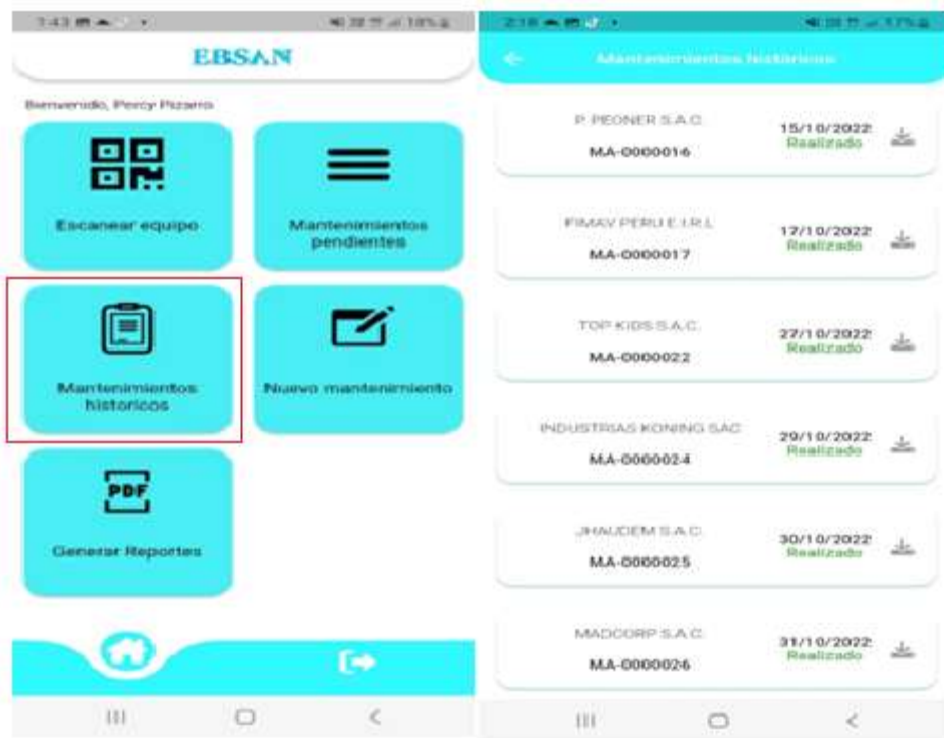 EBSAN
Bienvenido, Percy Pizarro
Escanear equipo
Mantenimientos
pendientes
Mantenimientos
historicos
Nuevo mantenimiento
PDF
Generar Reportes
Mantenimientos históricos
P. PEONER S.A.C.
MA-0000016
15/10/2022
Realizado
FIMAV PERU E.I.R.L
MA-0000017
17/10/2022
Realizado
TOP KIDS S.A.C.
MA-0000022
27/10/2022
Realizado
INDUSTRIAS KONING SAC
MA-0000024
29/10/2022
Realizado
JHAUDEM S.A.C.
MA-0000025
30/10/2022
Realizado
MADCORP S.A.C.
MA-0000026
31/10/2022
Realizado